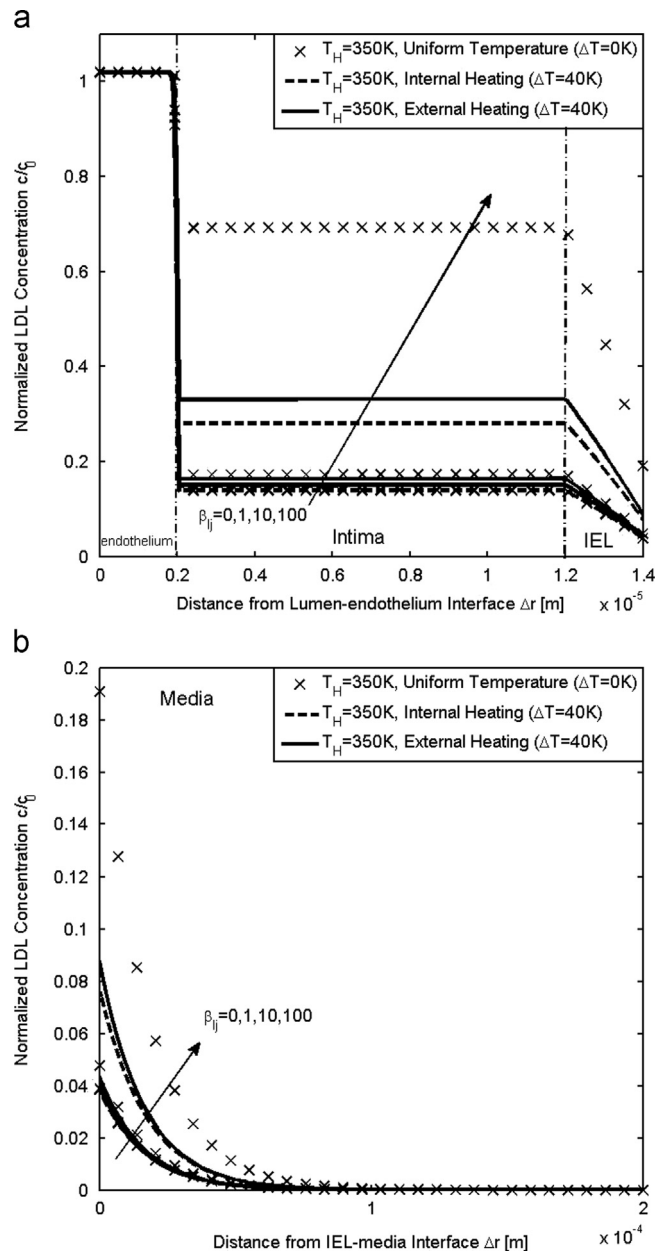 a
× T_H=350K, Uniform Temperature (ΔT=0K)
T_H=350K, Internal Heating (ΔT=40K)
T_H=350K, External Heating (ΔT=40K)
Normalized LDL Concentration c/c_0
1
0.8
0.6
0.4
0.2
0
β_lj=0,1,10,100
endothelium
Intima
IEL
0 0.2 0.4 0.6 0.8 1 1.2 1.4
Distance from Lumen-endothelium Interface Δr [m]
x 10^-5
b
Media
× T_H=350K, Uniform Temperature (ΔT=0K)
T_H=350K, Internal Heating (ΔT=40K)
T_H=350K, External Heating (ΔT=40K)
Normalized LDL Concentration c/c_0
0.2
0.18
0.16
0.14
0.12
0.1
0.08
0.06
0.04
0.02
0
β_lj=0,1,10,100
0 1 2
Distance from IEL-media Interface Δr [m]
x 10^-4